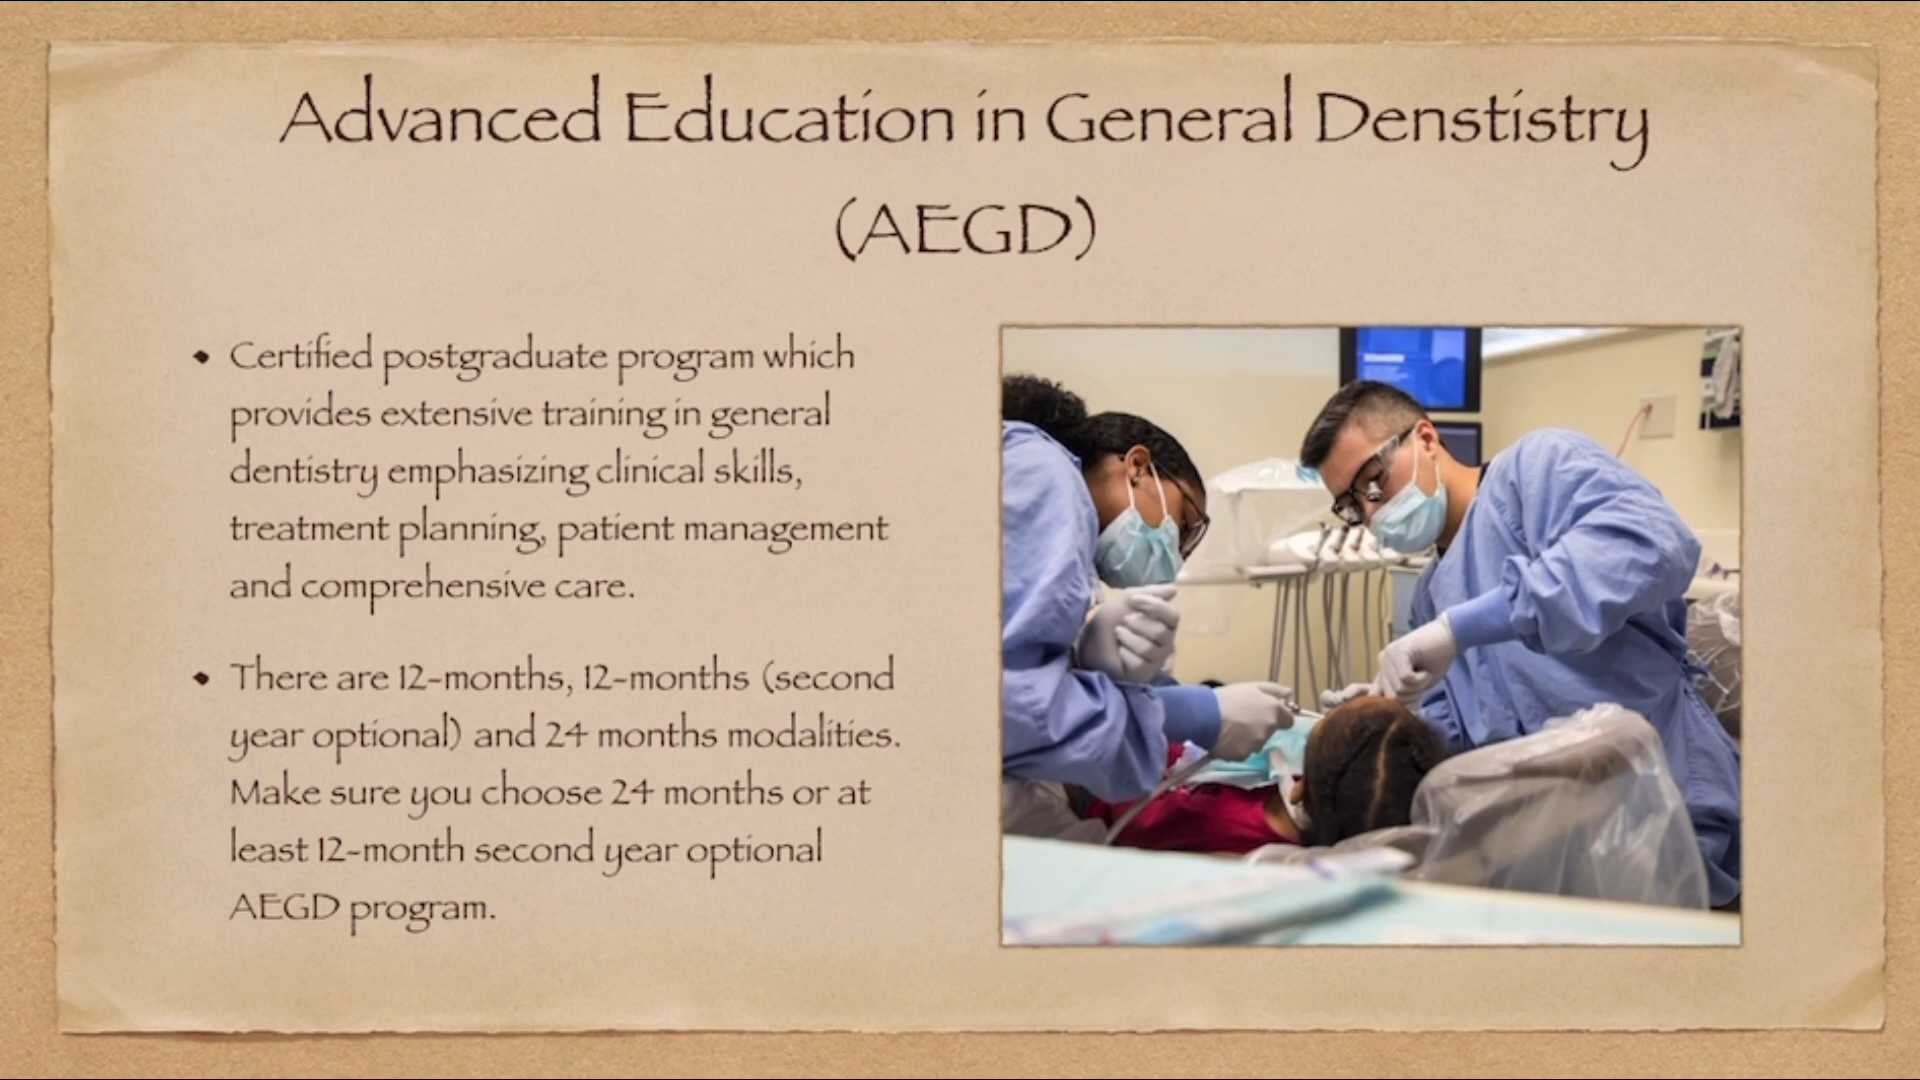 Advanced Education in General Denstistry
(AEGD)
• Certified postgraduate program which
provides extensive training in general
dentistry emphasizing clinical skills,
treatment planning, patient management
and comprehensive care.
• There are 12-months, 12-months (second
year optional) and 24 months modalities.
Make sure you choose 24 months or at
least 12-month second year optional
AEGD program.